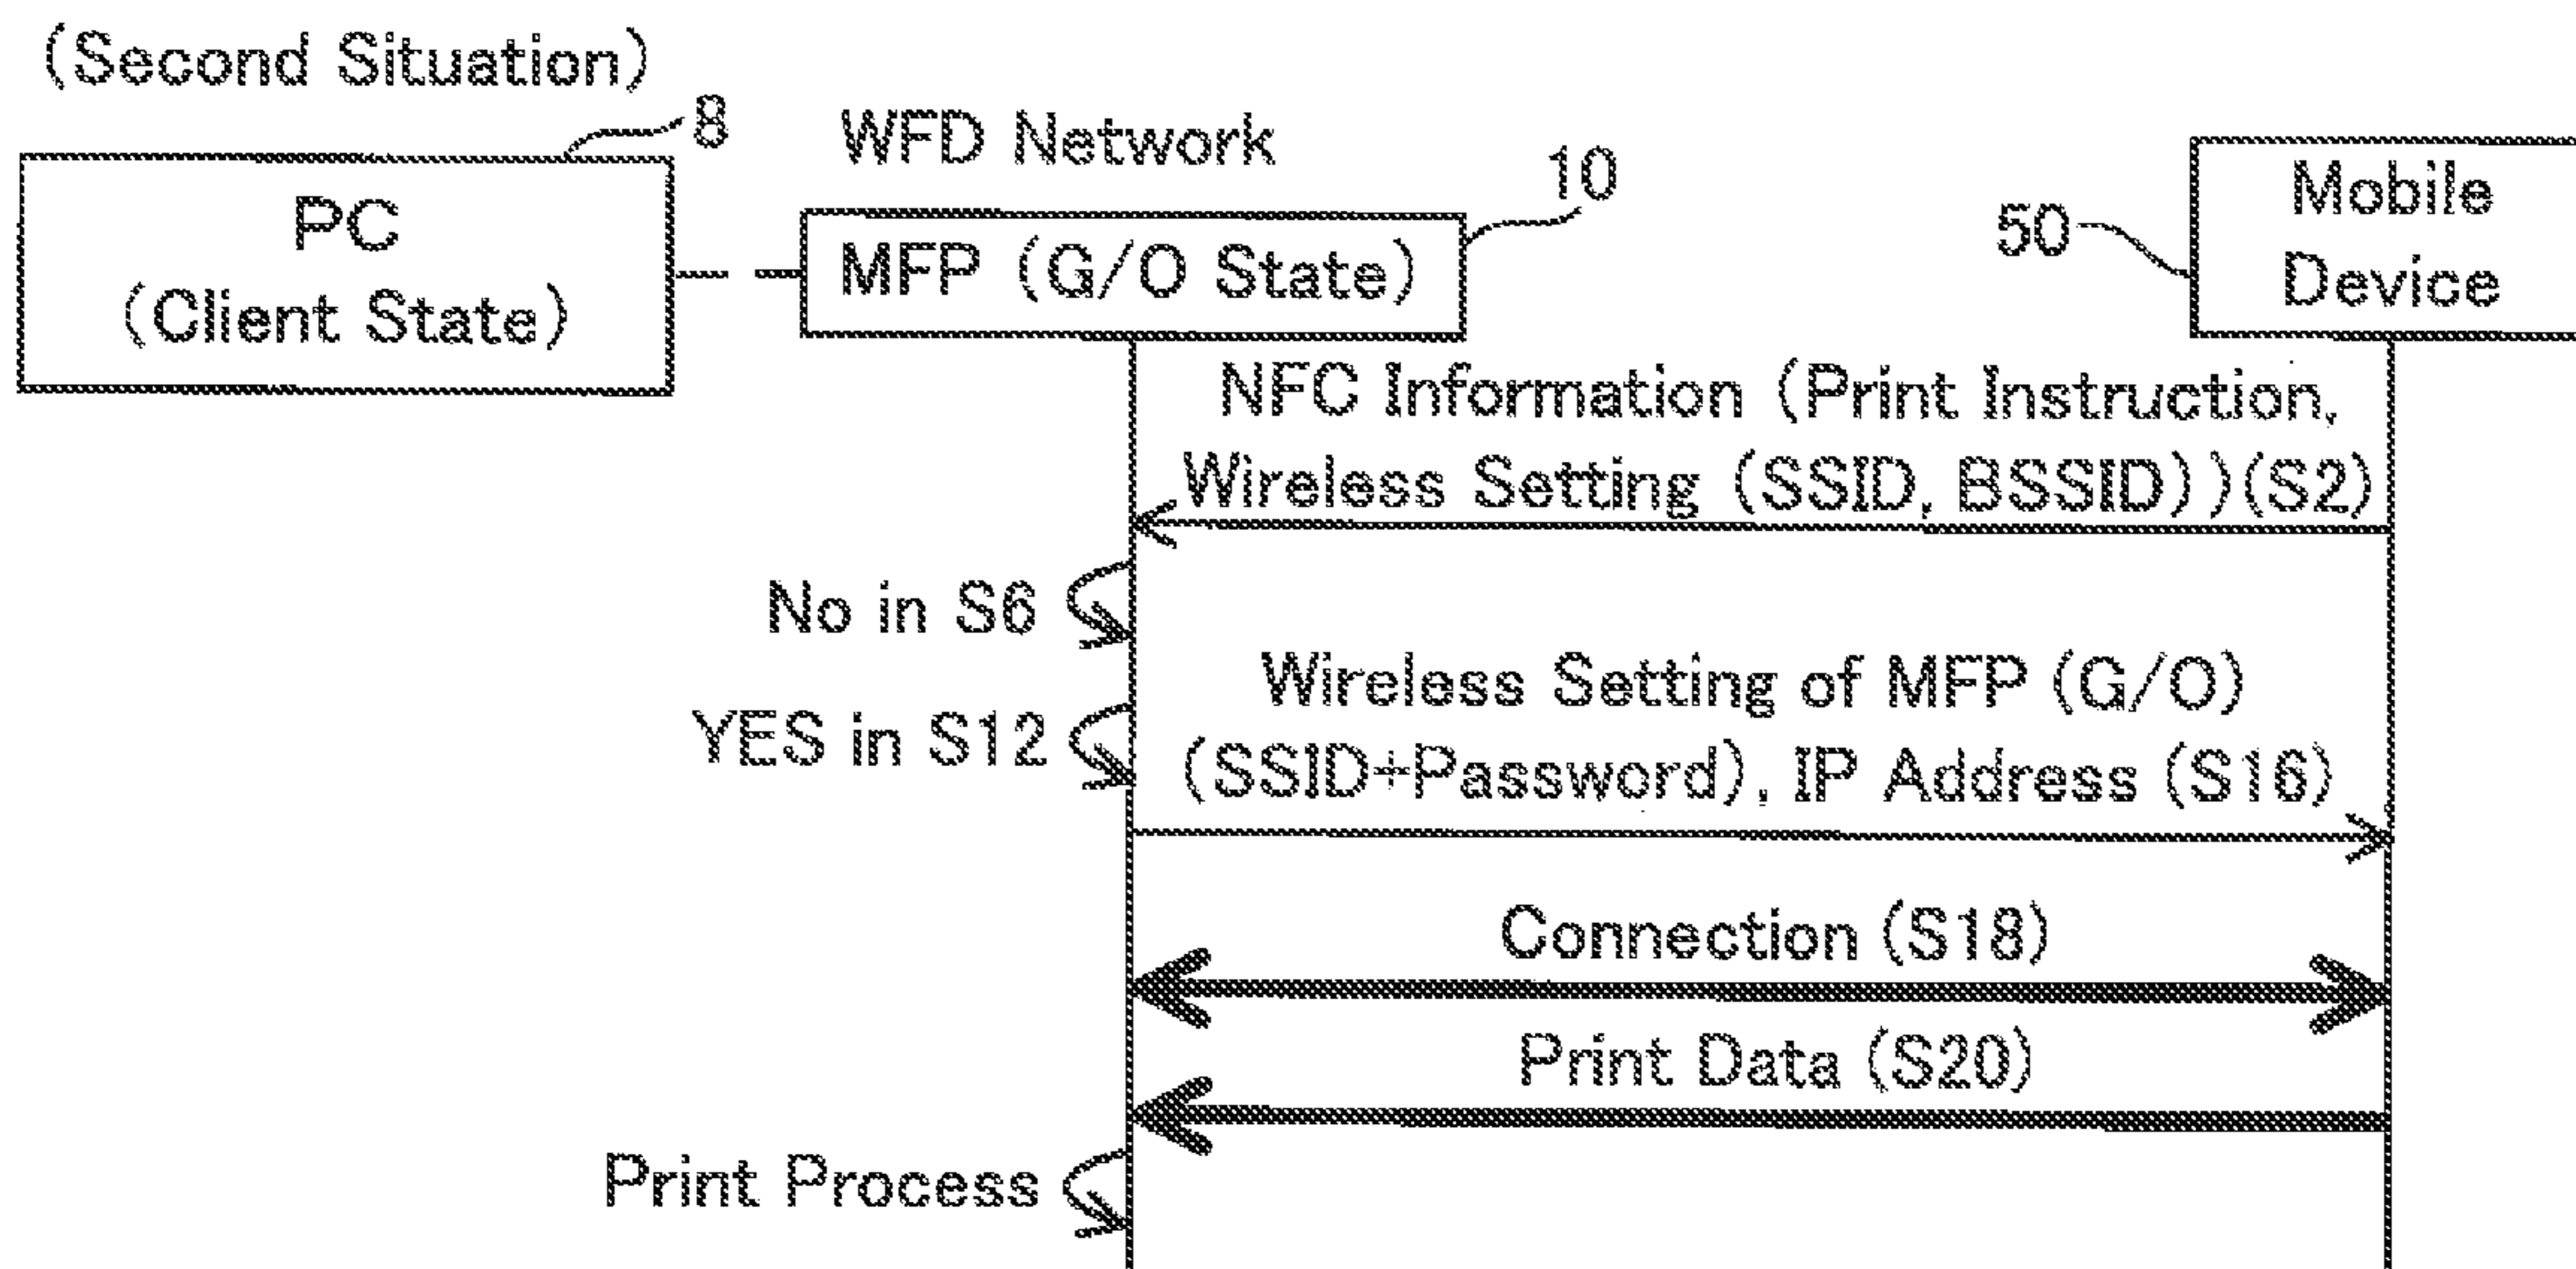 (Second Situation)
8
WFD Network
10
PC
(Client State)
MFP (G/O State)
50
Mobile
Device
NFC Information (Print Instruction,
Wireless Setting (SSID, BSSID))(S2)
No in S6
Wireless Setting of MFP (G/O)
YES in S12
(SSID+Password), IP Address (S16)
Connection (S18)
Print Data (S20)
Print Process